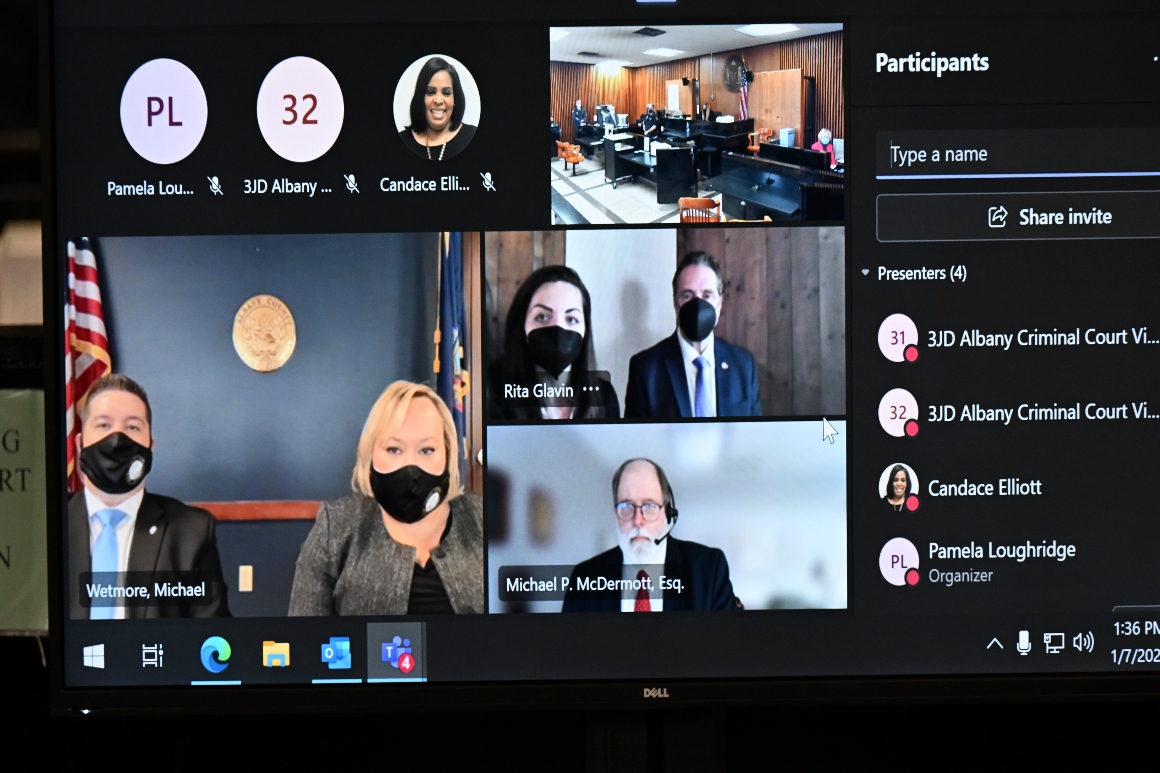 PL
32
Pamela Lou...
3JD Albany ...
Candace Elli...
Participants
Type a name
Share invite
Presenters (4)
31
3JD Albany Criminal Court Vi...
32
3JD Albany Criminal Court Vi...
Candace Elliott
PL
Pamela Loughridge
Organizer
Rita Glavin ...
Wetmore, Michael
Michael P. McDermott, Esq.
4
1:36 PM
1/7/202
DELL
G
RT
N